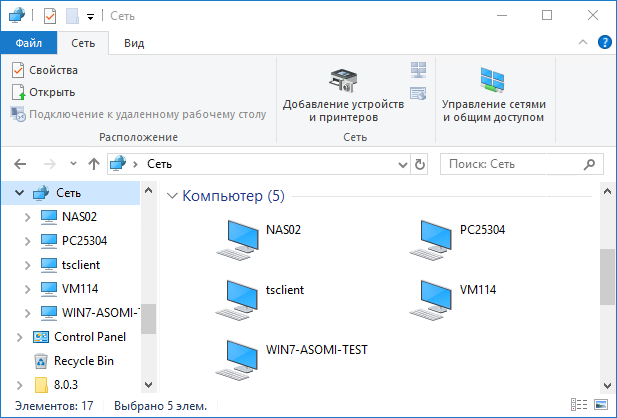 Сеть
Файл
Сеть
Вид
Свойства
Открыть
Подключение к удаленному рабочему столу
Расположение
Добавление устройств
и принтеров
Сеть
Управление сетями
и общим доступом
Сеть
Поиск: Сеть
Сеть
NAS02
PC25304
tsclient
VM114
WIN7-ASOMI-T
Control Panel
Recycle Bin
8.0.3
Компьютер (5)
NAS02
PC25304
tsclient
VM114
WIN7-ASOMI-TEST
Элементов: 17
Выбрано 5 элем.